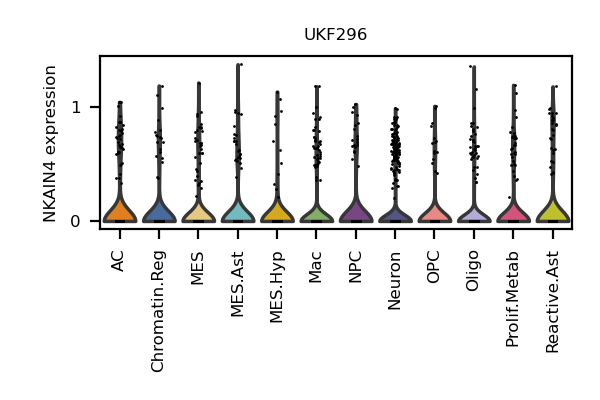 UKF296
NKAIN4 expression
1
0
AC
Chromatin.Reg
MES
MES.Ast
MES.Hyp
Mac
NPC
Neuron
OPC
Oligo
Prolif.Metab
Reactive.Ast